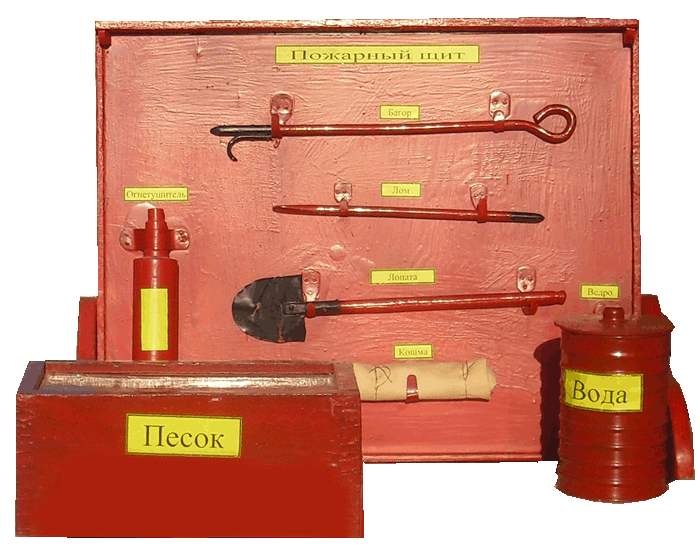 Пожарный щит
Багор
Лом
Огнетушитель
Лопата
Ведро
Кошма
Вода
Песок